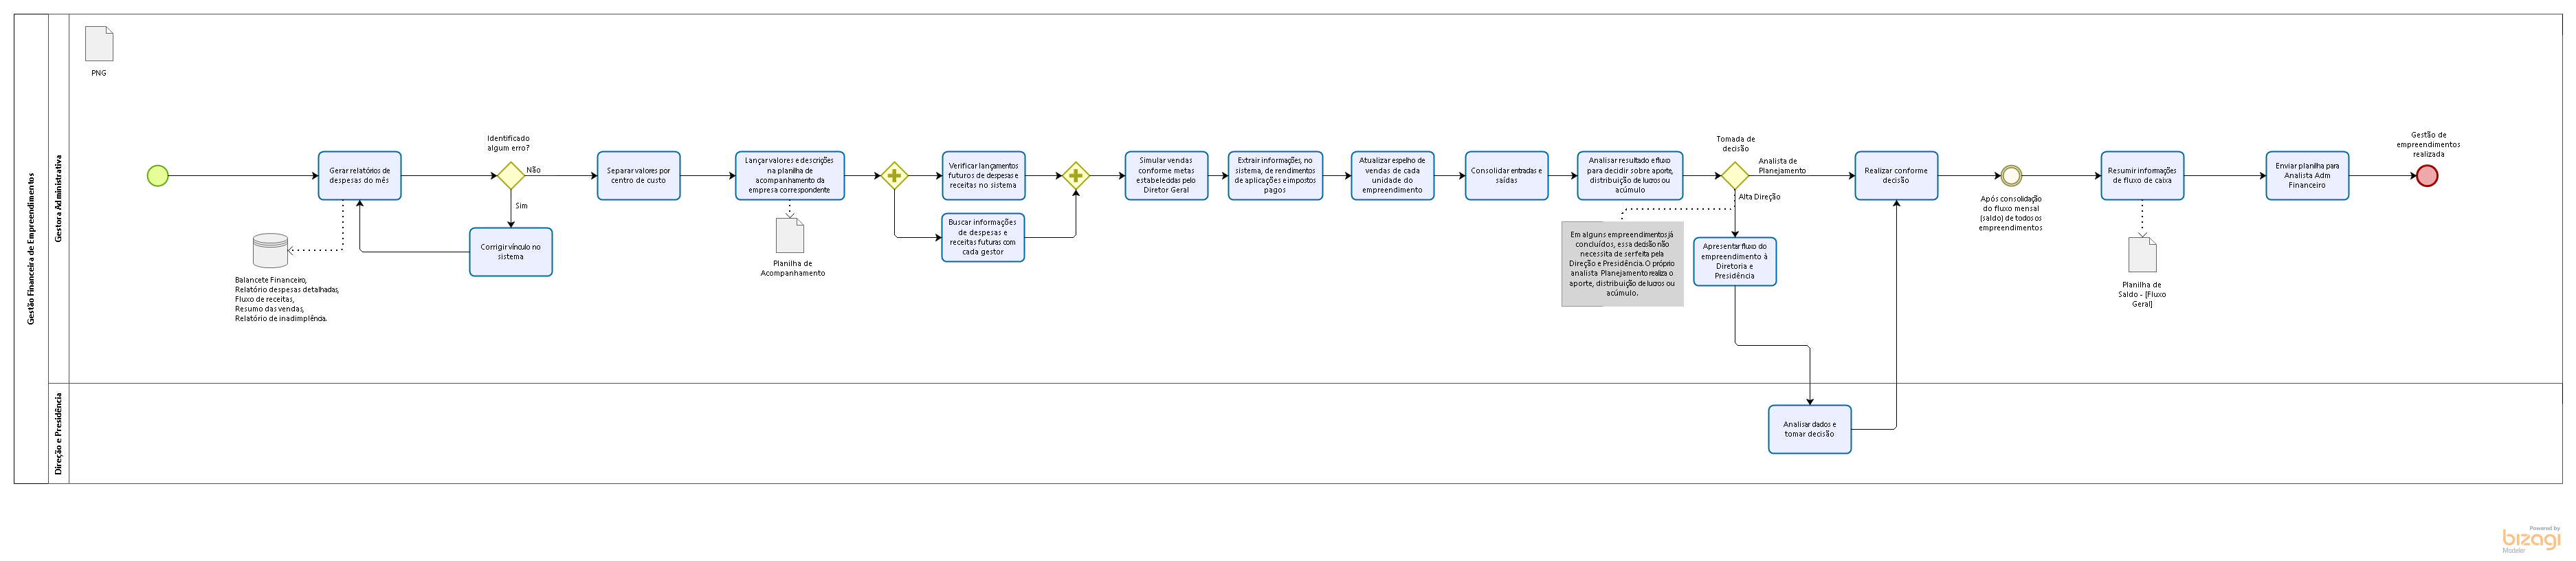 Gestão Financeira de Empreendimentos
Gestora Administrativa
PNG
Gerar relatórios de
despesas do mês
Balancete Financeiro,
Relatório despesas detalhadas,
Fluxo de receitas,
Resumo das vendas,
Relatório de inadimplência.
Identificado
algum erro?
Não
Sim
Corrigir vínculo no
sistema
Separar valores por
centro de custo
Lançar valores e descrições
na planilha de
acompanhamento da
empresa correspondente
Planilha de
Acompanhamento
Verificar lançamentos
futuros de despesas e
receitas no sistema
Buscar informações
de despesas e
receitas futuras com
cada gestor
Simular vendas
conforme metas
estabelecidas pelo
Diretor Geral
Extrair informações, no
sistema, de rendimentos
de aplicações e impostos
pagos
Atualizar espelho de
vendas de cada
unidade do
empreendimento
Consolidar entradas e
saídas
Analisar resultado e fluxo
para decidir sobre aporte,
distribuição de lucros ou
acúmulo
Tomada de
decisão
Analista de
Planejamento
Alta Direção
Em alguns empreendimentos já
concluídos, essa decisão não
necessita de ser feita pela
Direção e Presidência. O próprio
analista Planejamento realiza o
aporte, distribuição de lucros ou
acúmulo.
Apresentar fluxo do
empreendimento à
Diretoria e
Presidência
Realizar conforme
decisão
Após consolidação
do fluxo mensal
(saldo) de todos os
empreendimentos
Resumir informações
de fluxo de caixa
Planilha de
Saldo - [Fluxo
Geral]
Enviar planilha para
Analista Adm
Financeiro
Gestão de
empreendimentos
realizada
Direção e Presidência
Analisar dados e
tomar decisão
Powered by
bizagi
Modeler